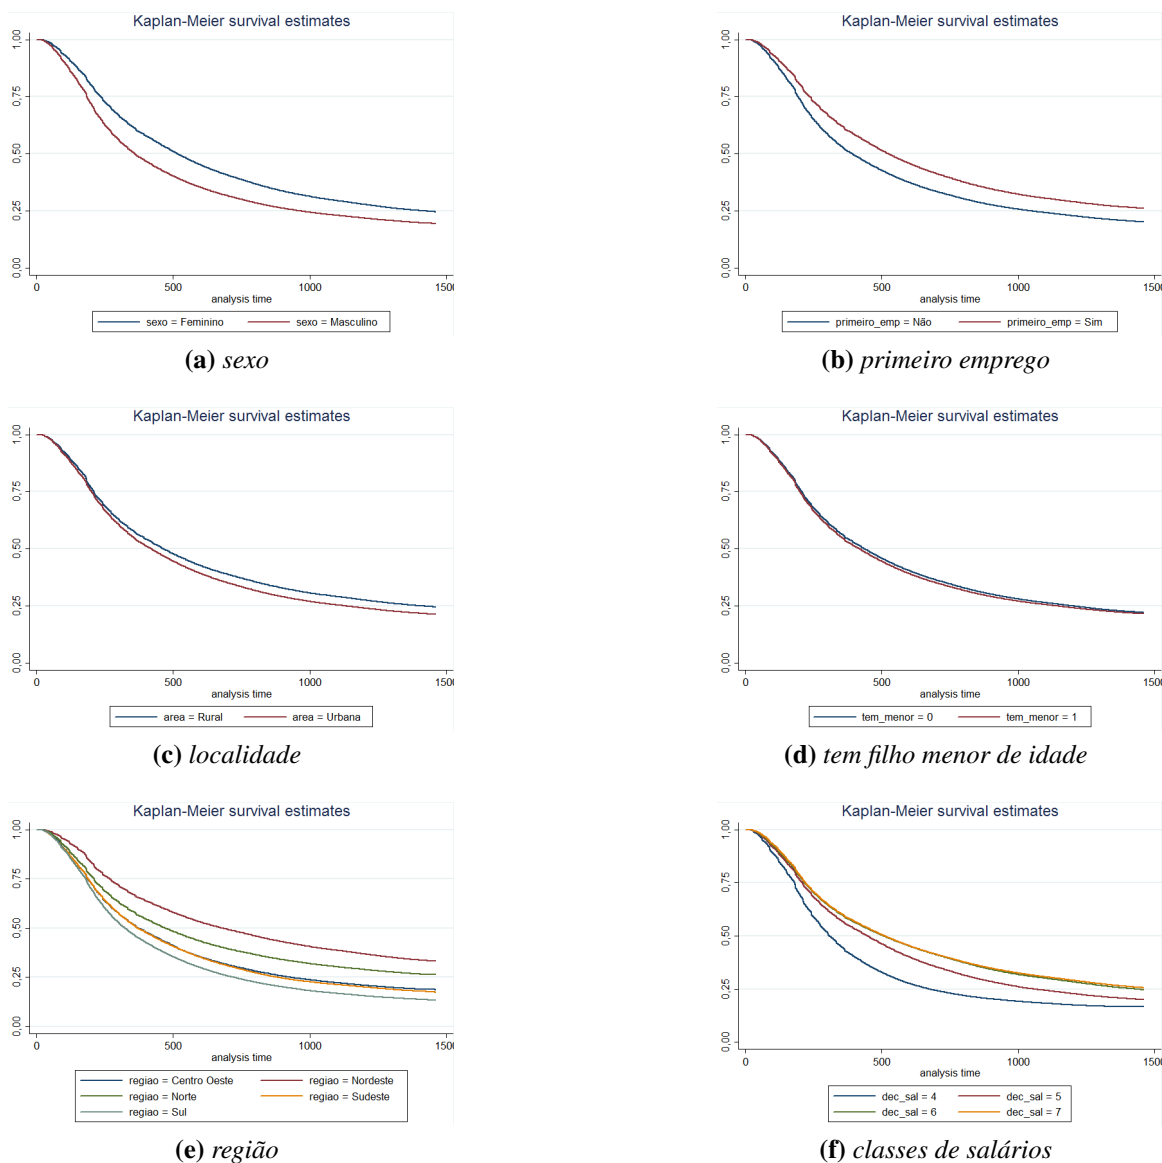 Kaplan-Meier survival estimates
1,00
0,75
0,50
0,25
0,00
0 500 1000 1500
analysis time
sexo = Feminino sexo = Masculino
(a) sexo
Kaplan-Meier survival estimates
1,00
0,75
0,50
0,25
0,00
0 500 1000 1500
analysis time
primeiro_emp = Não primeiro_emp = Sim
(b) primeiro emprego
Kaplan-Meier survival estimates
1,00
0,75
0,50
0,25
0,00
0 500 1000 1500
analysis time
area = Rural area = Urbana
(c) localidade
Kaplan-Meier survival estimates
1,00
0,75
0,50
0,25
0,00
0 500 1000 1500
analysis time
tem_menor = 0 tem_menor = 1
(d) tem filho menor de idade
Kaplan-Meier survival estimates
1,00
0,75
0,50
0,25
0,00
0 500 1000 1500
analysis time
regiao = Centro Oeste regiao = Nordeste
regiao = Norte regiao = Sudeste
regiao = Sul
(e) região
Kaplan-Meier survival estimates
1,00
0,75
0,50
0,25
0,00
0 500 1000 1500
analysis time
dec_sal = 4 dec_sal = 5
dec_sal = 6 dec_sal = 7
(f) classes de salários